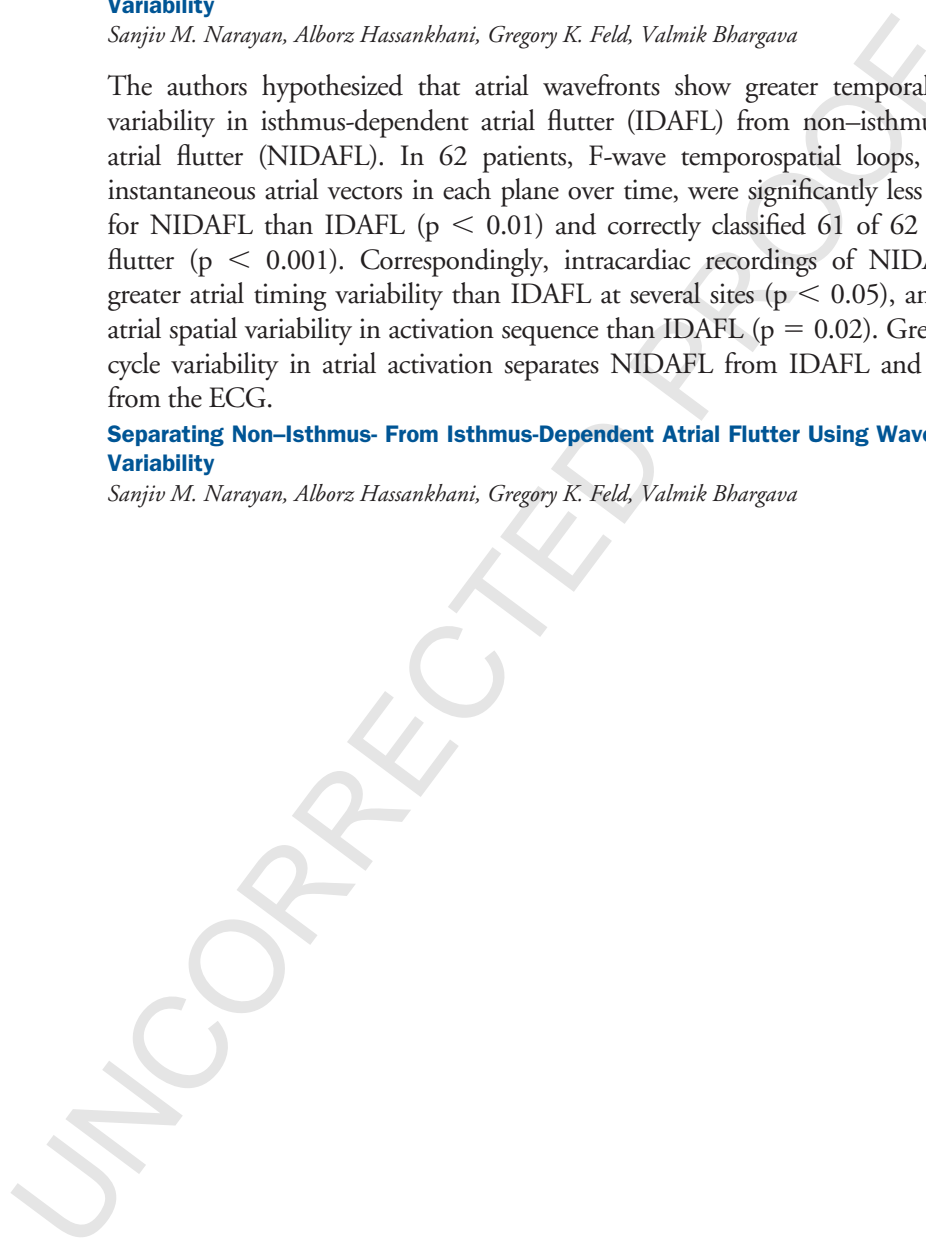 Variability
Sanjiv M. Narayan, Alborz Hassankhani, Gregory K. Feld, Valmik Bhargava
The authors hypothesized that atrial wavefronts show greater temporal
variability in isthmus-dependent atrial flutter (IDAFL) from non–isthmu
atrial flutter (NIDAFL). In 62 patients, F-wave temporospatial loops,
instantaneous atrial vectors in each plane over time, were significantly less
for NIDAFL than IDAFL (p < 0.01) and correctly classified 61 of 62
flutter (p < 0.001). Correspondingly, intracardiac recordings of NIDA
greater atrial timing variability than IDAFL at several sites (p < 0.05), an
atrial spatial variability in activation sequence than IDAFL (p = 0.02). Gre
cycle variability in atrial activation separates NIDAFL from IDAFL and
from the ECG.
Separating Non–Isthmus- From Isthmus-Dependent Atrial Flutter Using Wave
Variability
Sanjiv M. Narayan, Alborz Hassankhani, Gregory K. Feld, Valmik Bhargava
UNCORRECTED PROOF